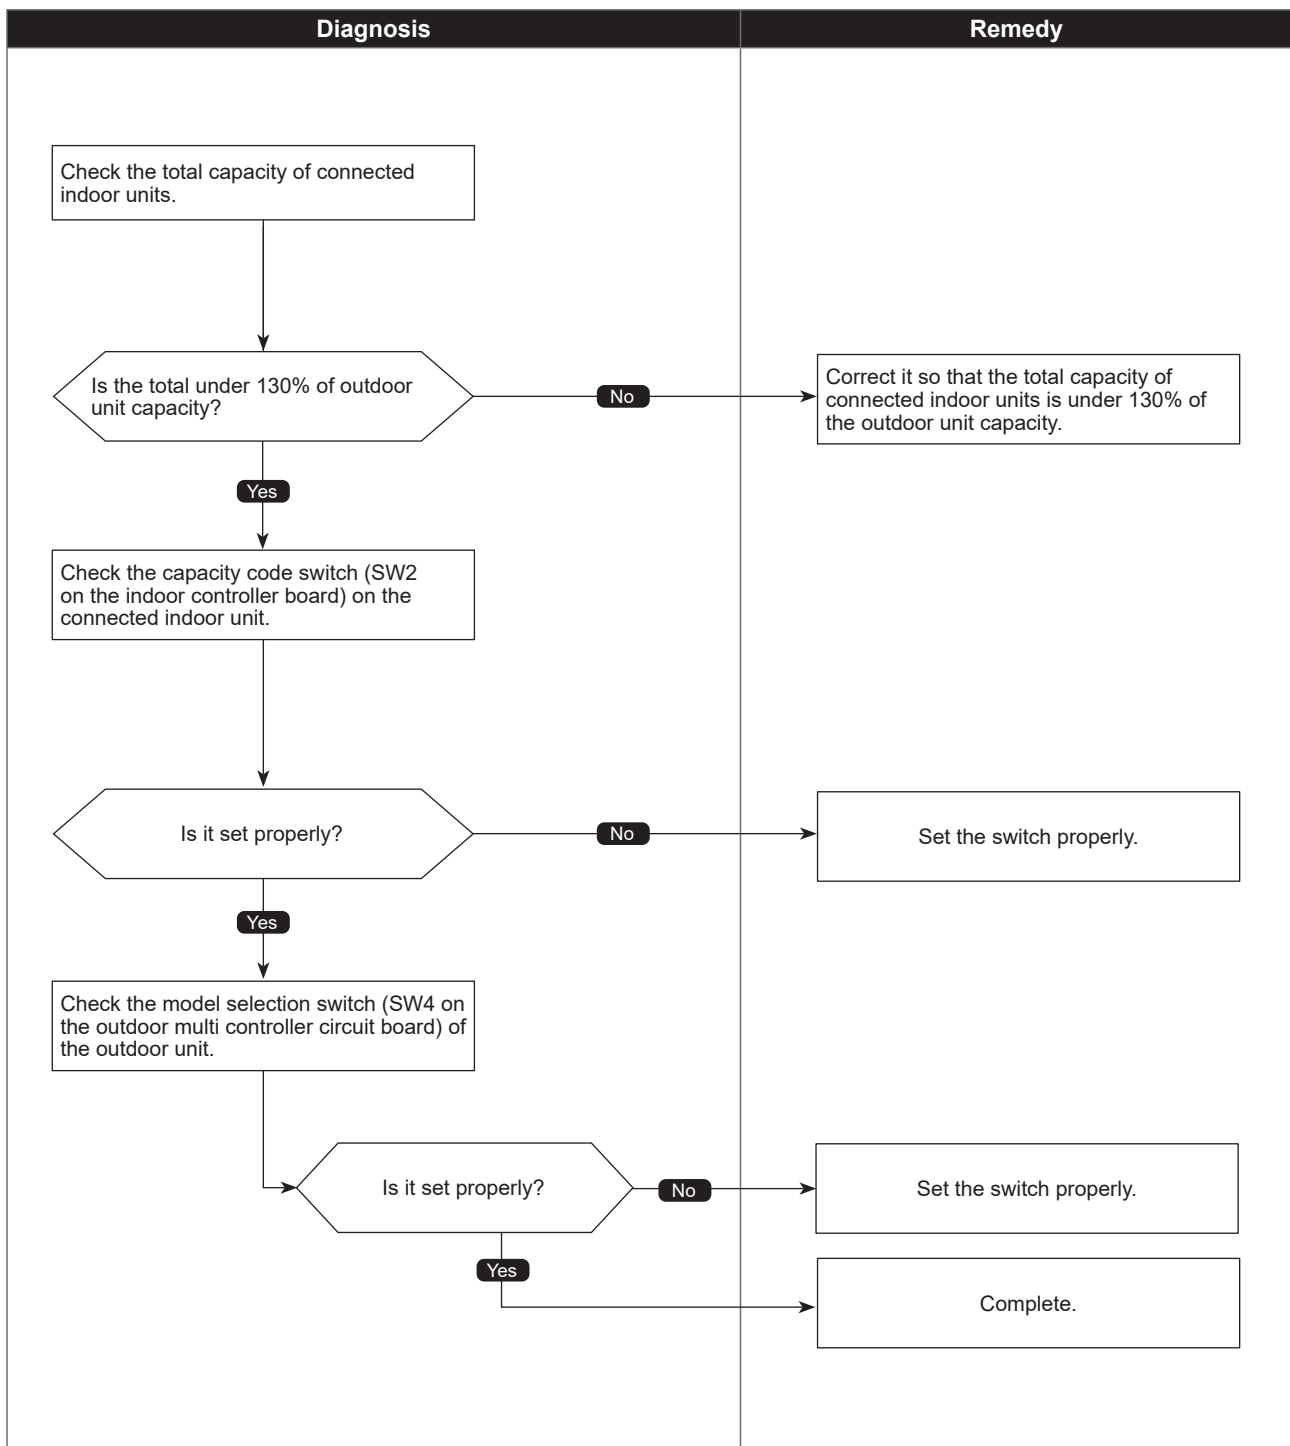 Diagnosis
Remedy
Check the total capacity of connected
indoor units.
Is the total under 130% of outdoor
unit capacity?
No
Correct it so that the total capacity of
connected indoor units is under 130% of
the outdoor unit capacity.
Yes
Check the capacity code switch (SW2
on the indoor controller board) on the
connected indoor unit.
Is it set properly?
No
Set the switch properly.
Yes
Check the model selection switch (SW4 on
the outdoor multi controller circuit board) of
the outdoor unit.
Is it set properly?
No
Set the switch properly.
Yes
Complete.